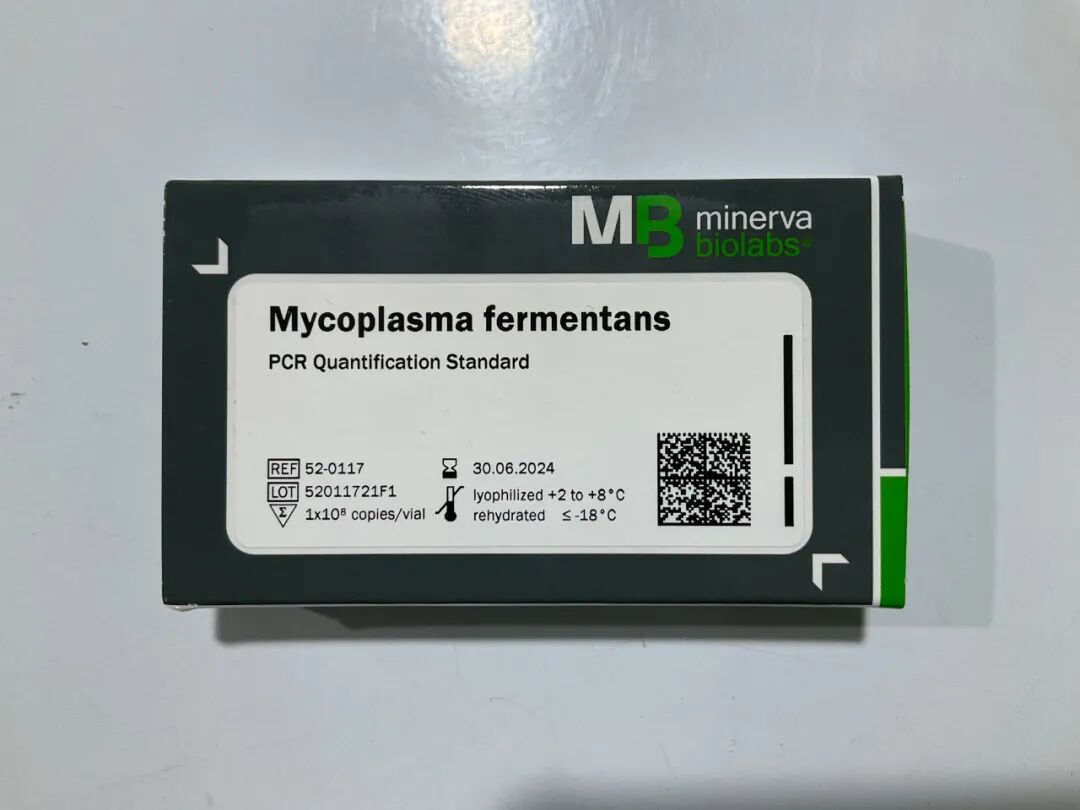 MB minerva
biolabs®
Mycoplasma fermentans
PCR Quantification Standard
REF 52-0117
LOT 52011721F1
Σ 1x10⁸ copies/vial
30.06.2024
lyophilized +2 to +8°C
rehydrated ≤ -18°C